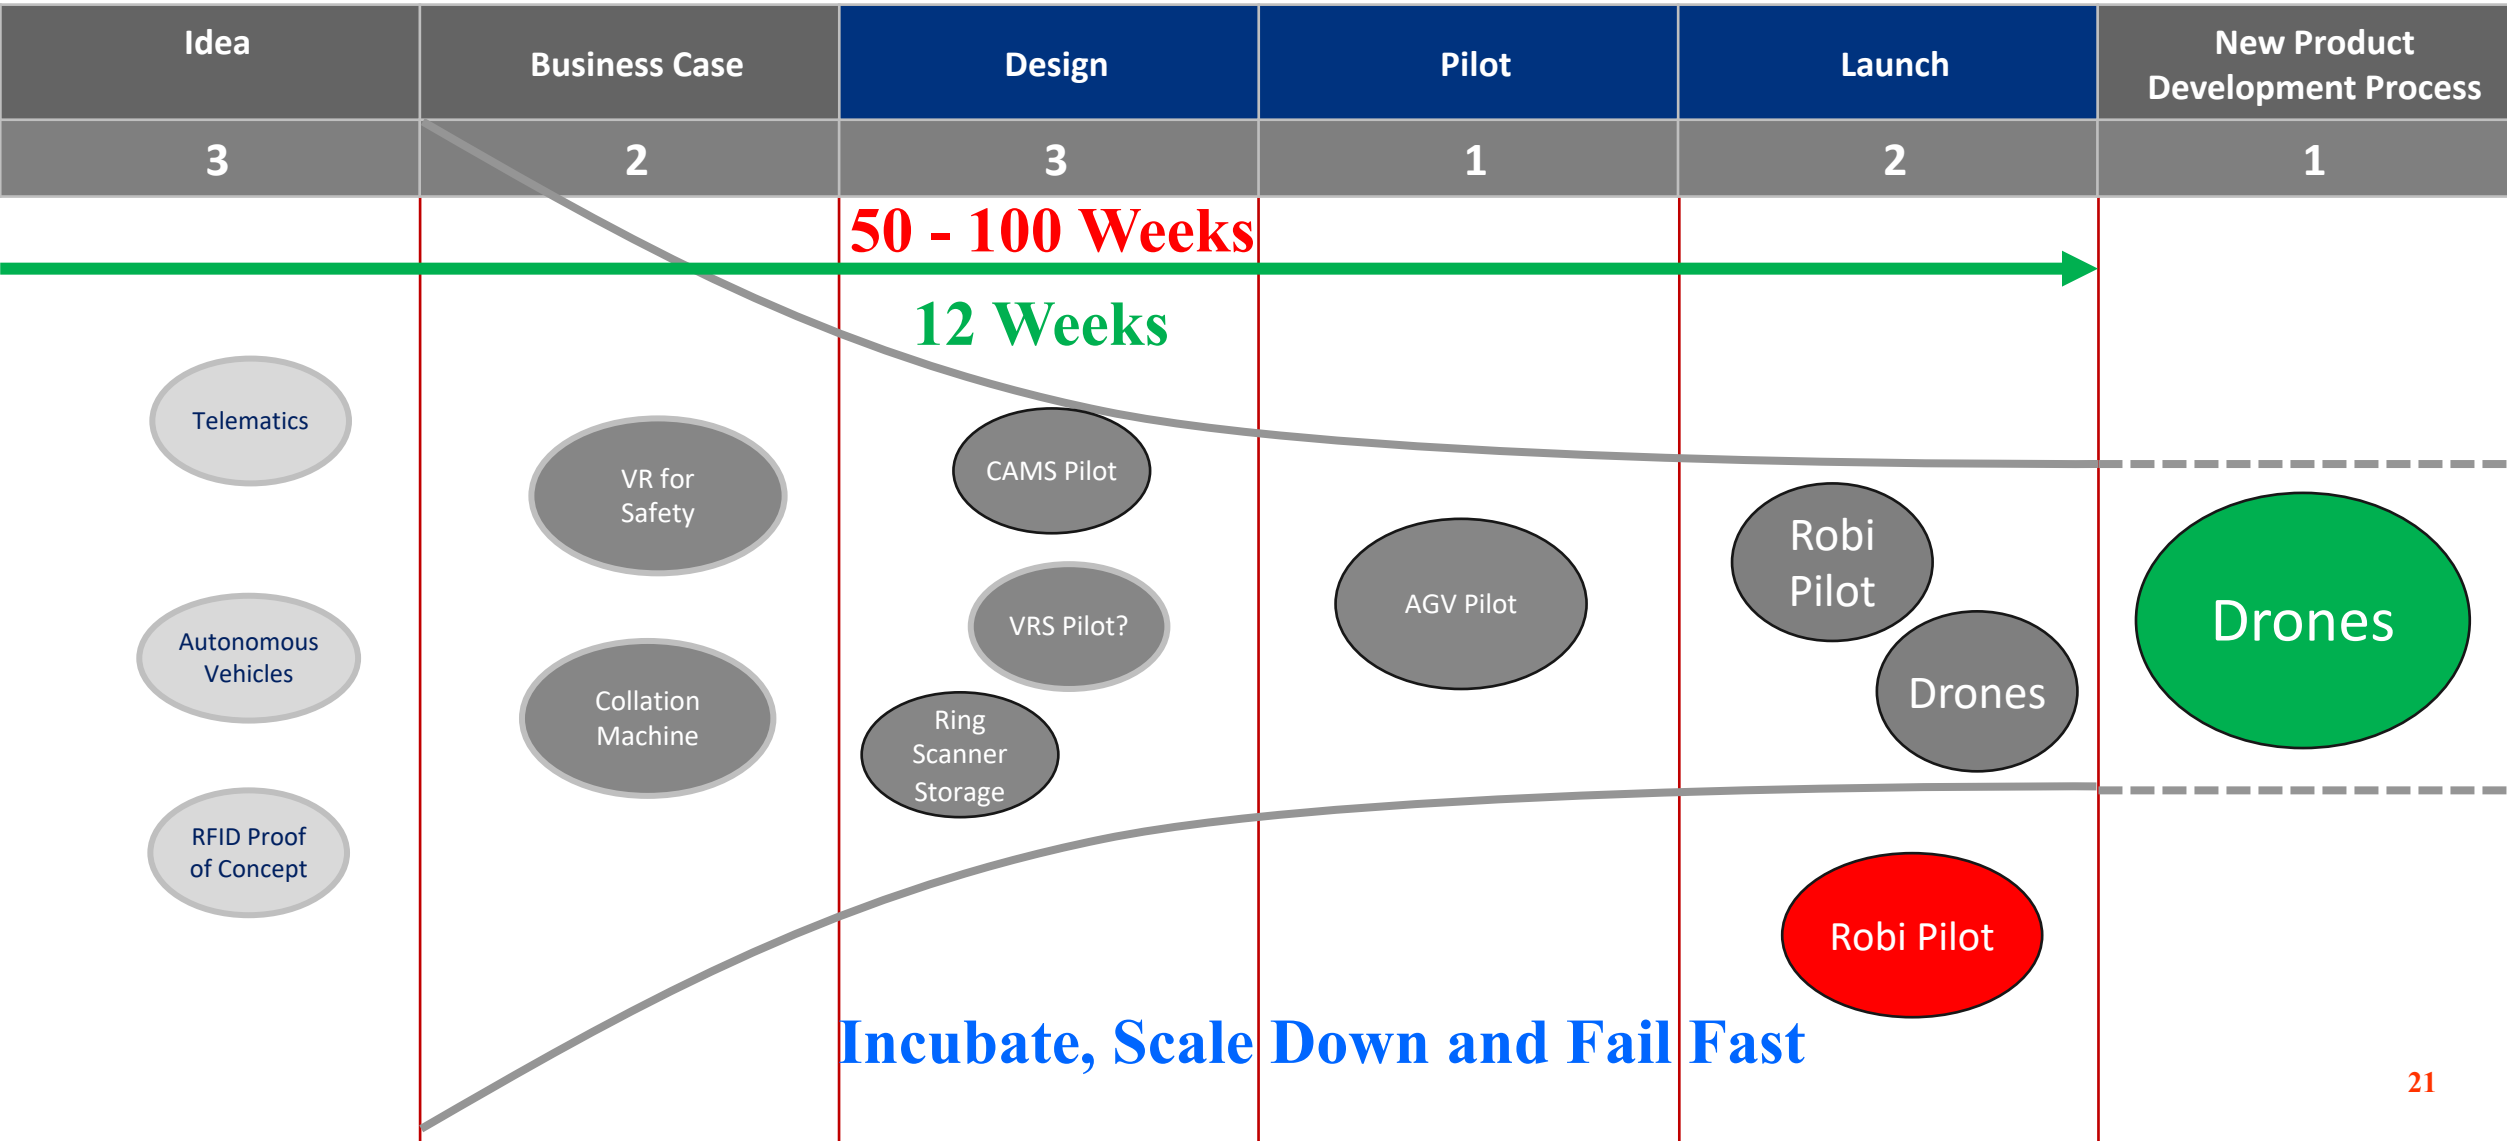 Idea
Business Case
Design
Pilot
Launch
New Product
Development Process
3
2
3
1
2
1
50 - 100 Weeks
12 Weeks
Telematics
Autonomous
Vehicles
RFID Proof
of Concept
VR for
Safety
Collation
Machine
CAMS Pilot
VRS Pilot?
Ring
Scanner
Storage
AGV Pilot
Robi
Pilot
Drones
Drones
Robi Pilot
Incubate, Scale Down and Fail Fast
21